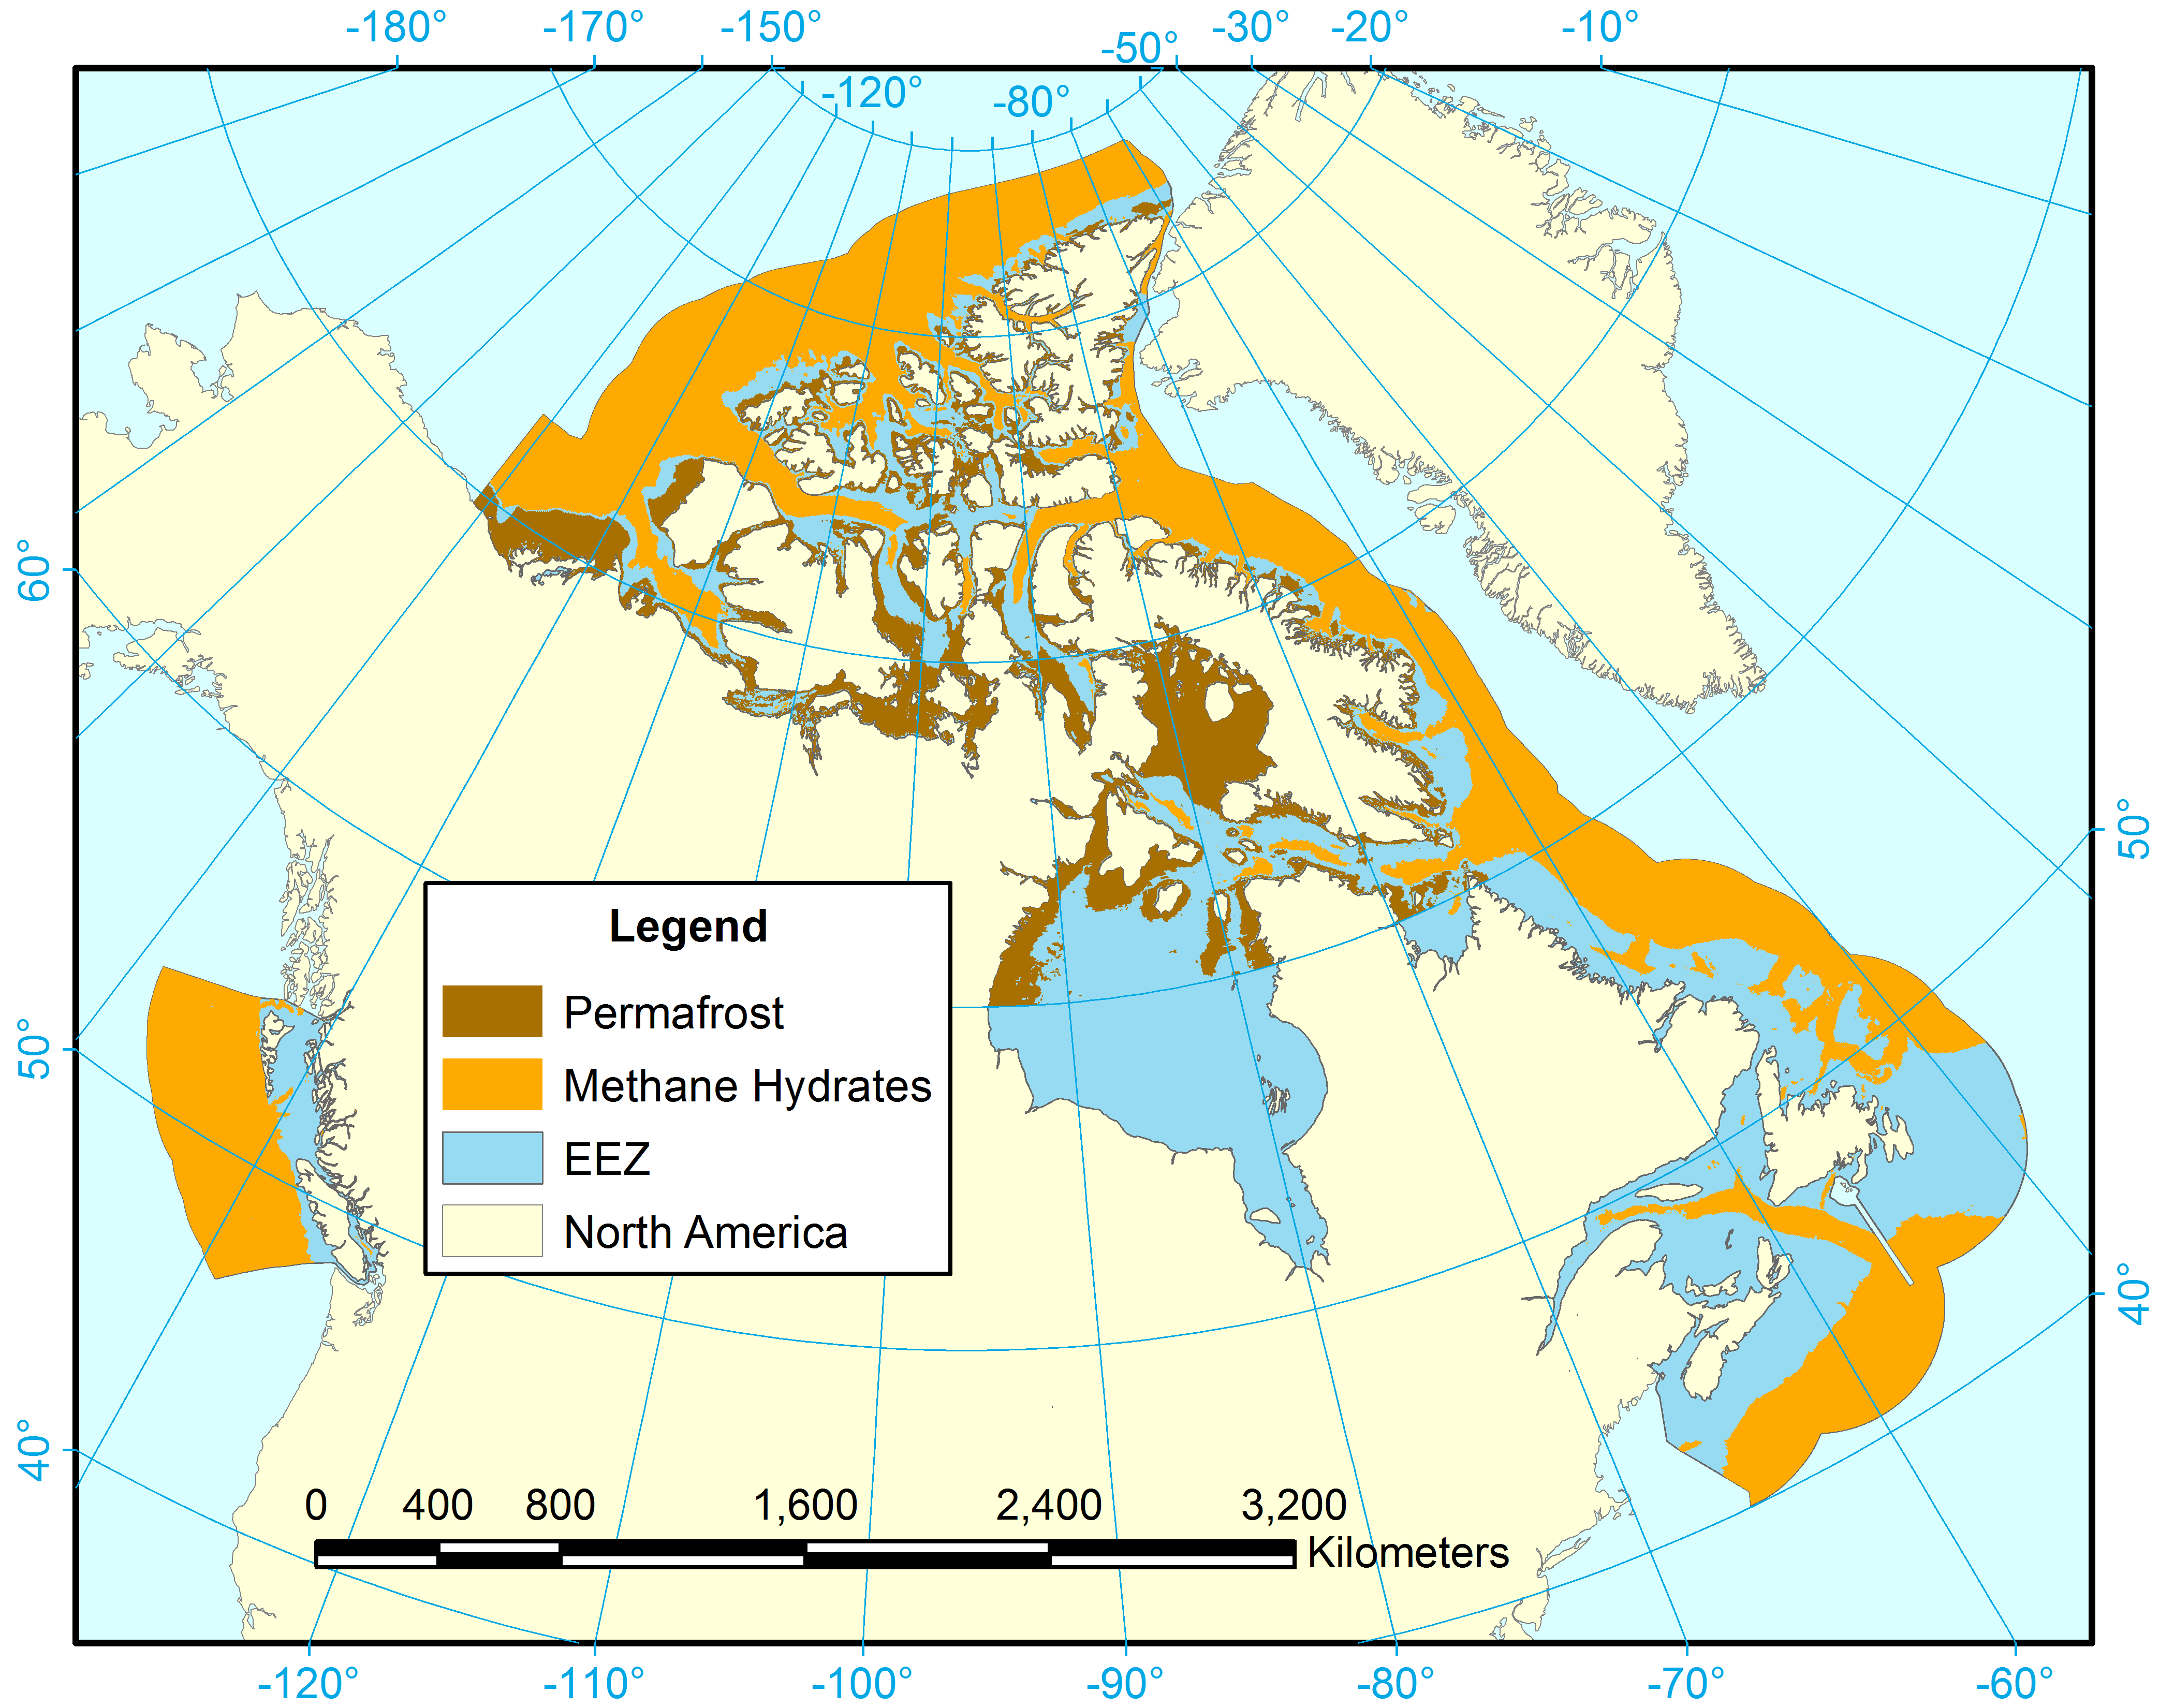 -180° -170° -150° -50° -30° -20° -10°
-120° -80°
60°
50°
50°
40°
40°
Legend
Permafrost
Methane Hydrates
EEZ
North America
0 400 800 1,600 2,400 3,200
Kilometers
-120° -110° -100° -90° -80° -70° -60°